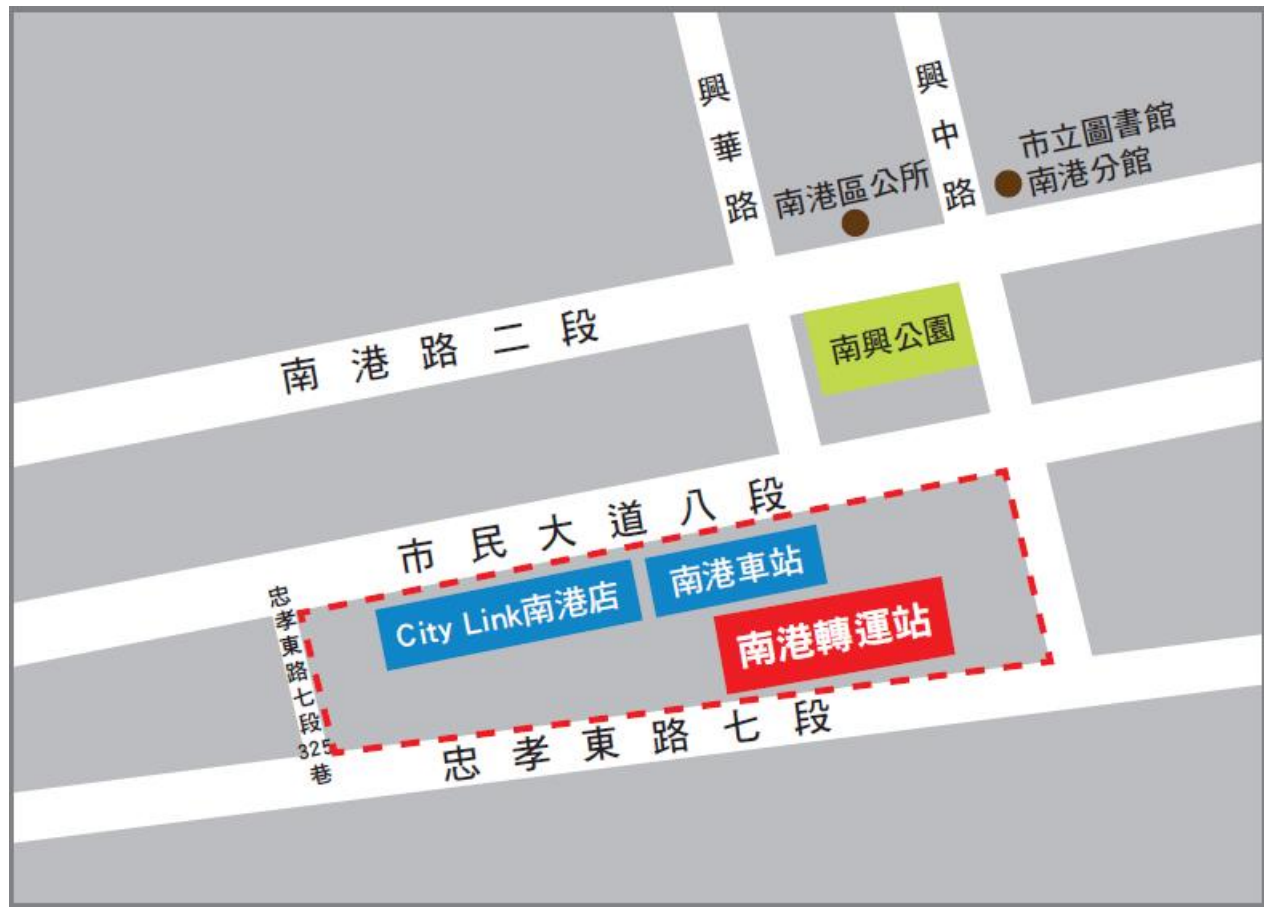 興華路
興中路
市立圖書館
南港分館
南港區公所
南港路二段
南興公園
市民大道八段
City Link南港店
南港車站
南港轉運站
忠孝東路七段325巷
忠孝東路七段